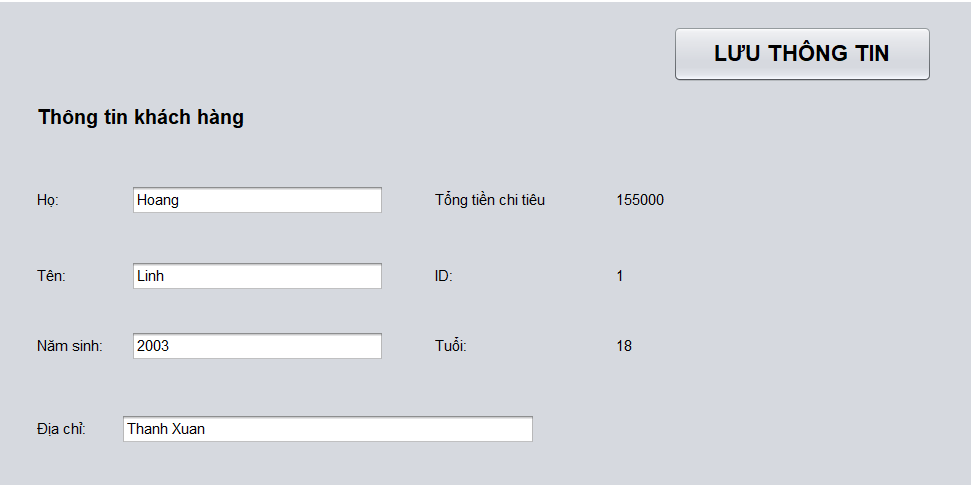 LƯU THÔNG TIN
Thông tin khách hàng
Họ: Hoang Tổng tiền chi tiêu 155000
Tên: Linh ID: 1
Năm sinh: 2003 Tuổi: 18
Địa chỉ: Thanh Xuan